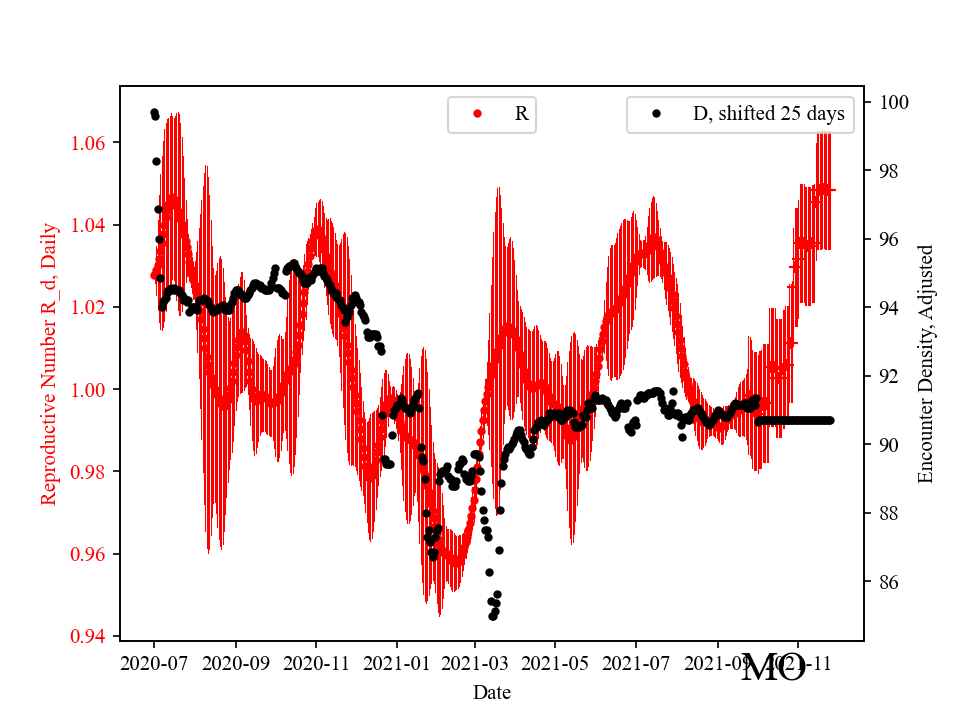 R
D, shifted 25 days
1.06
1.04
1.02
1.00
0.98
0.96
0.94
Reproductive Number R_d, Daily
100
98
96
94
92
90
88
86
Encounter Density, Adjusted
2020-07 2020-09 2020-11 2021-01 2021-03 2021-05 2021-07 2021-09 2021-11
MO
Date